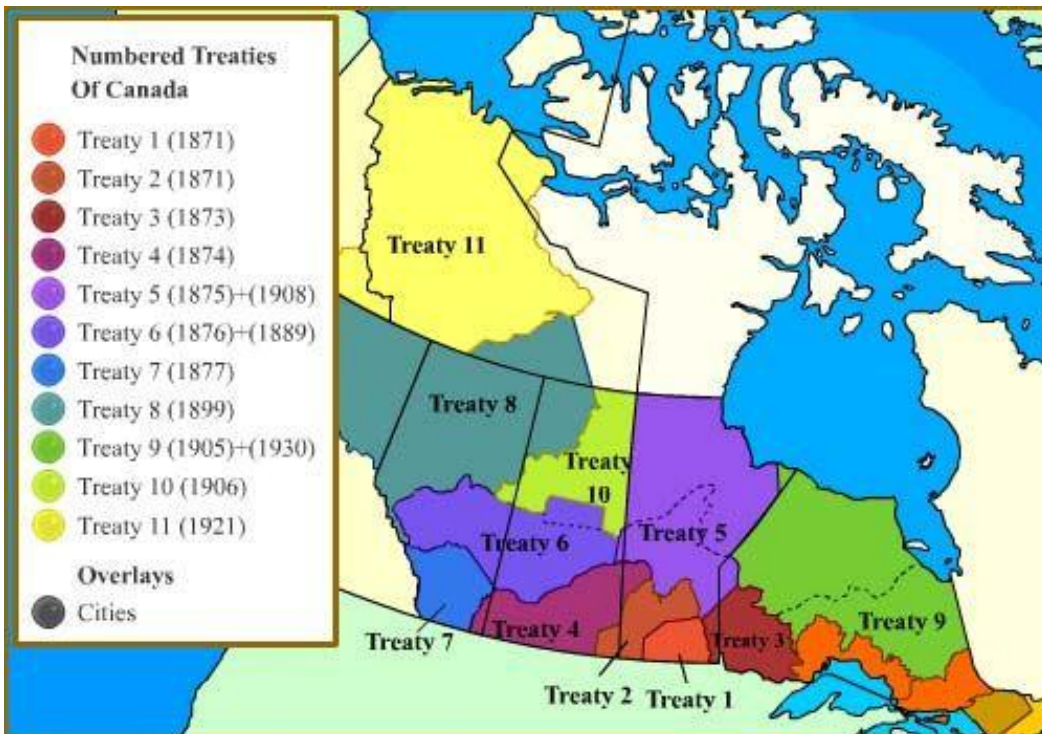 Numbered Treaties
Of Canada
Treaty 1 (1871)
Treaty 2 (1871)
Treaty 3 (1873)
Treaty 4 (1874)
Treaty 5 (1875)+(1908)
Treaty 6 (1876)+(1889)
Treaty 7 (1877)
Treaty 8 (1899)
Treaty 9 (1905)+(1930)
Treaty 10 (1906)
Treaty 11 (1921)
Overlays
Cities
Treaty 11
Treaty 8
Treaty
10
Treaty 5
Treaty 6
Treaty 9
Treaty 7
Treaty 4
Treaty 3
Treaty 2
Treaty 1